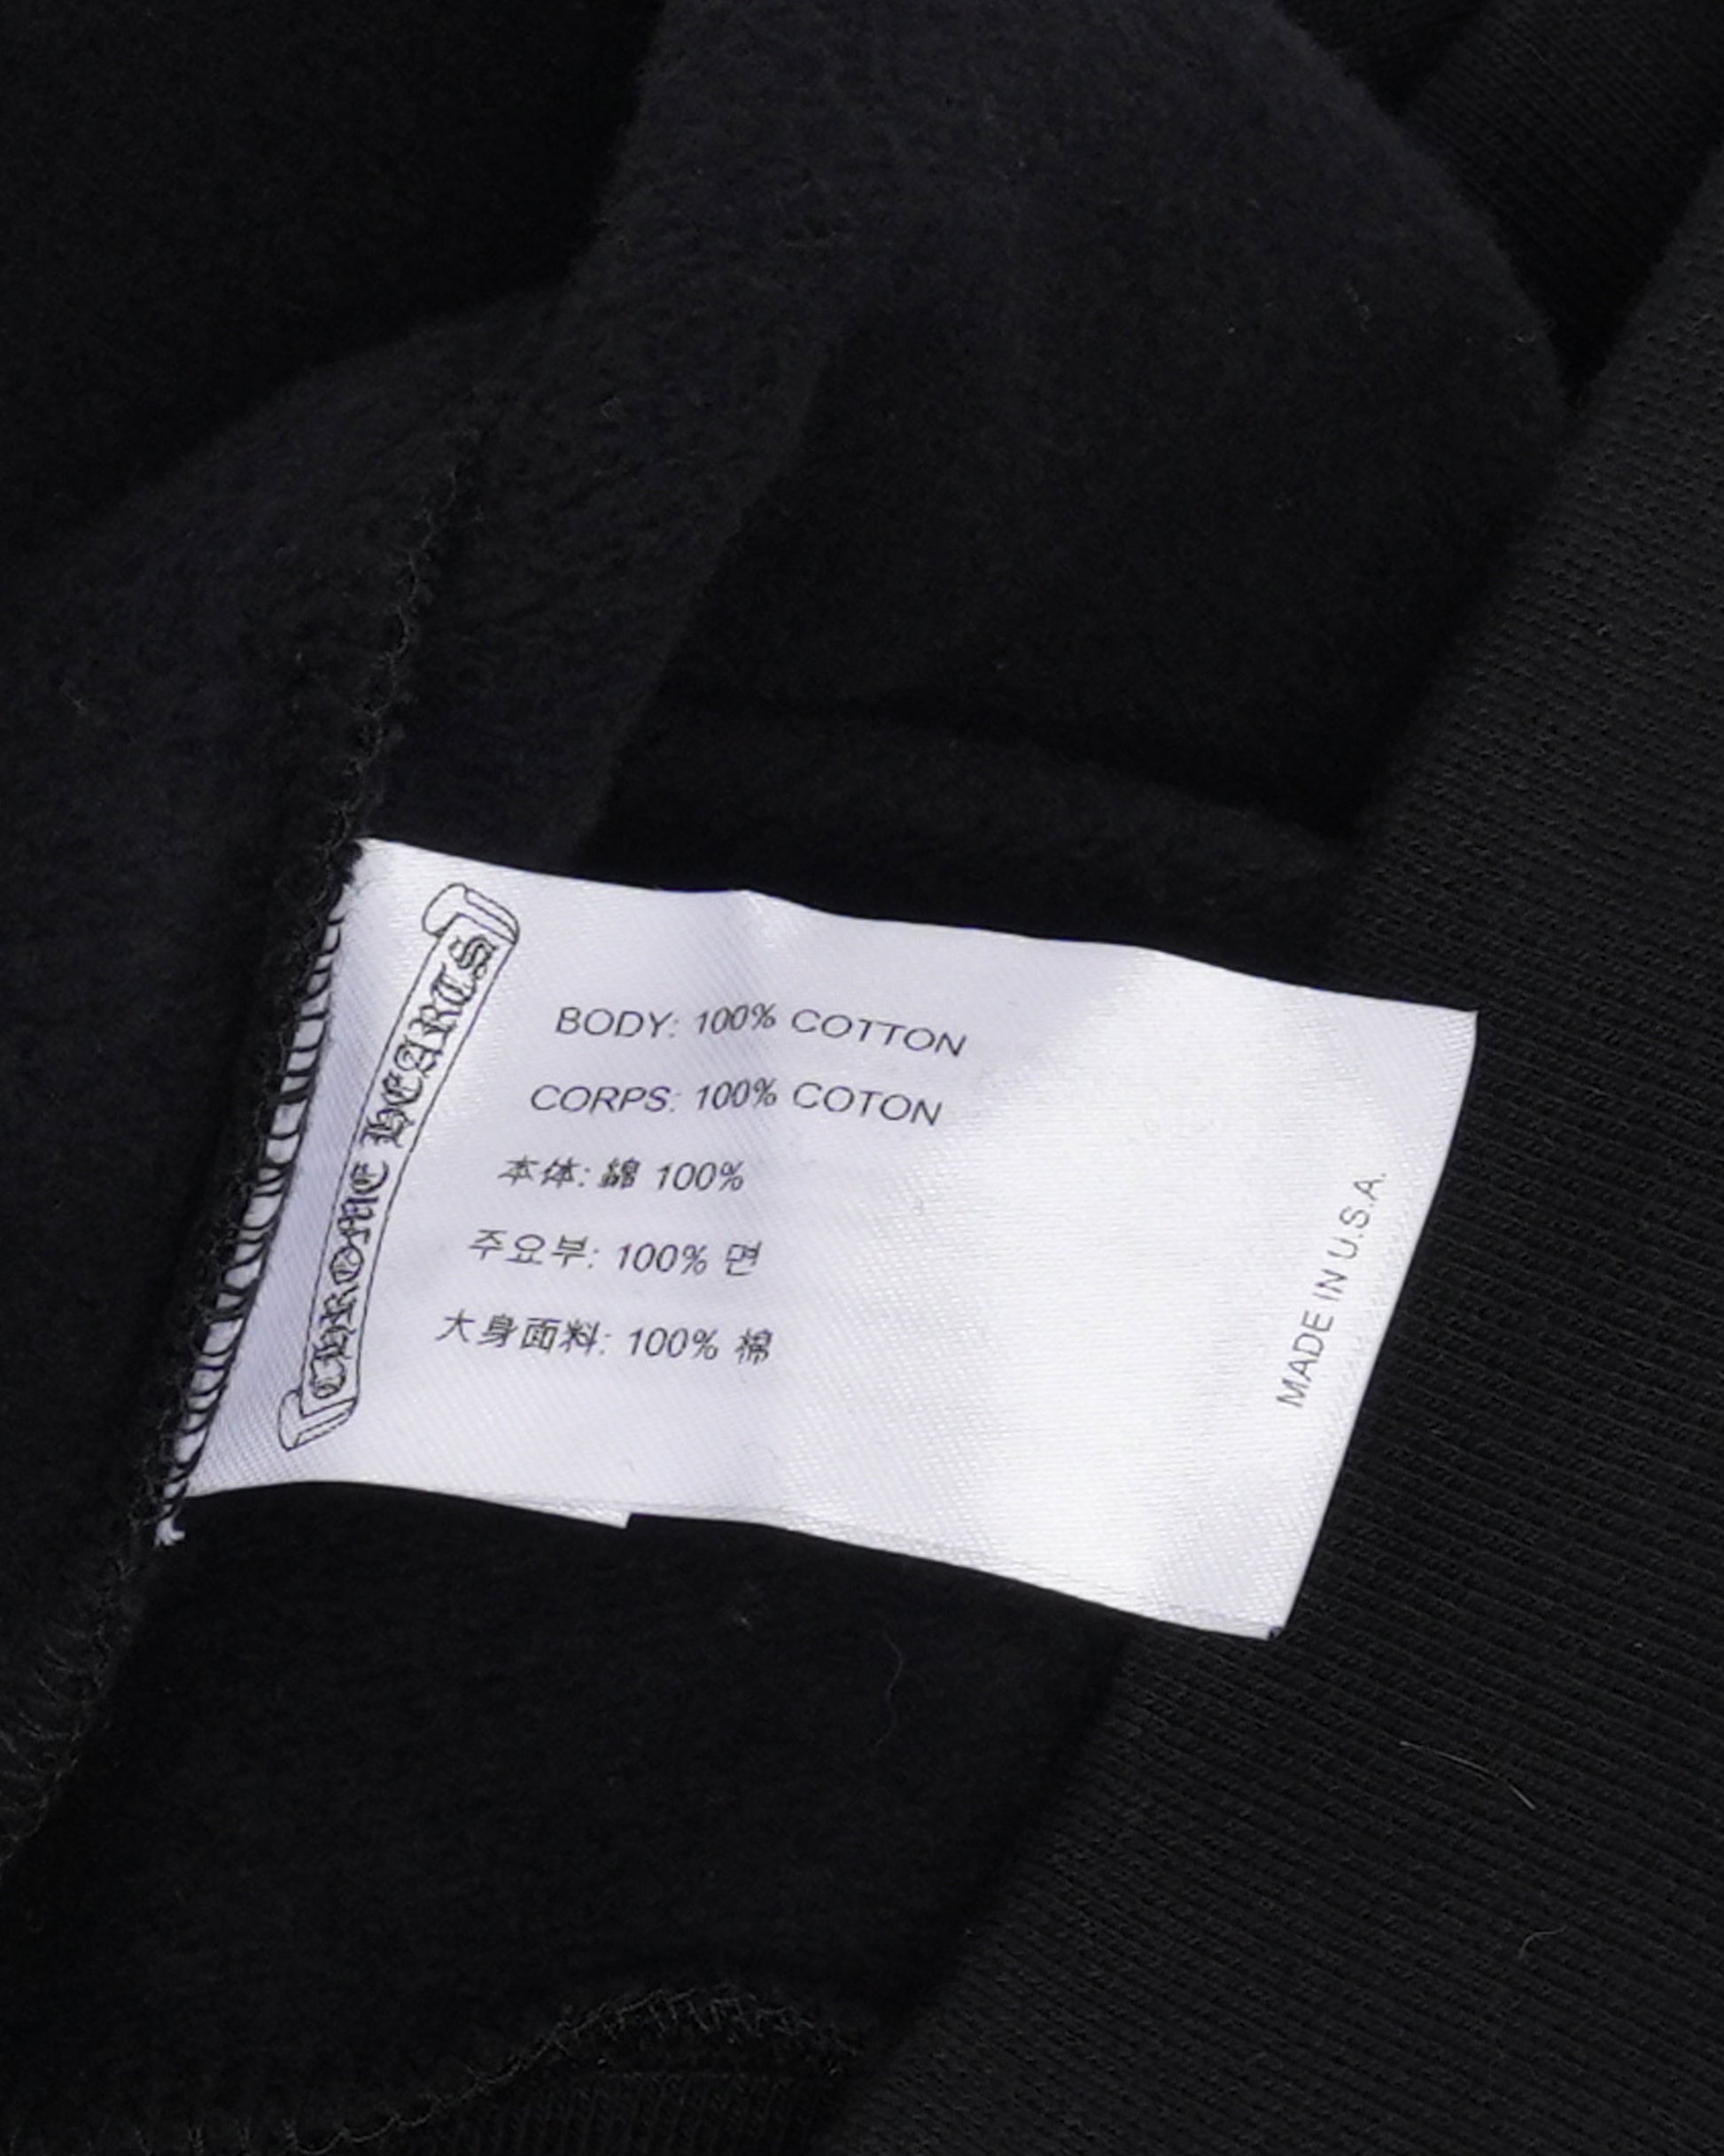 CHROME HEARTS
BODY: 100% COTTON
CORPS: 100% COTON
本体: 綿 100%
주요부: 100% 면
大身面料: 100% 棉
MADE IN U.S.A.